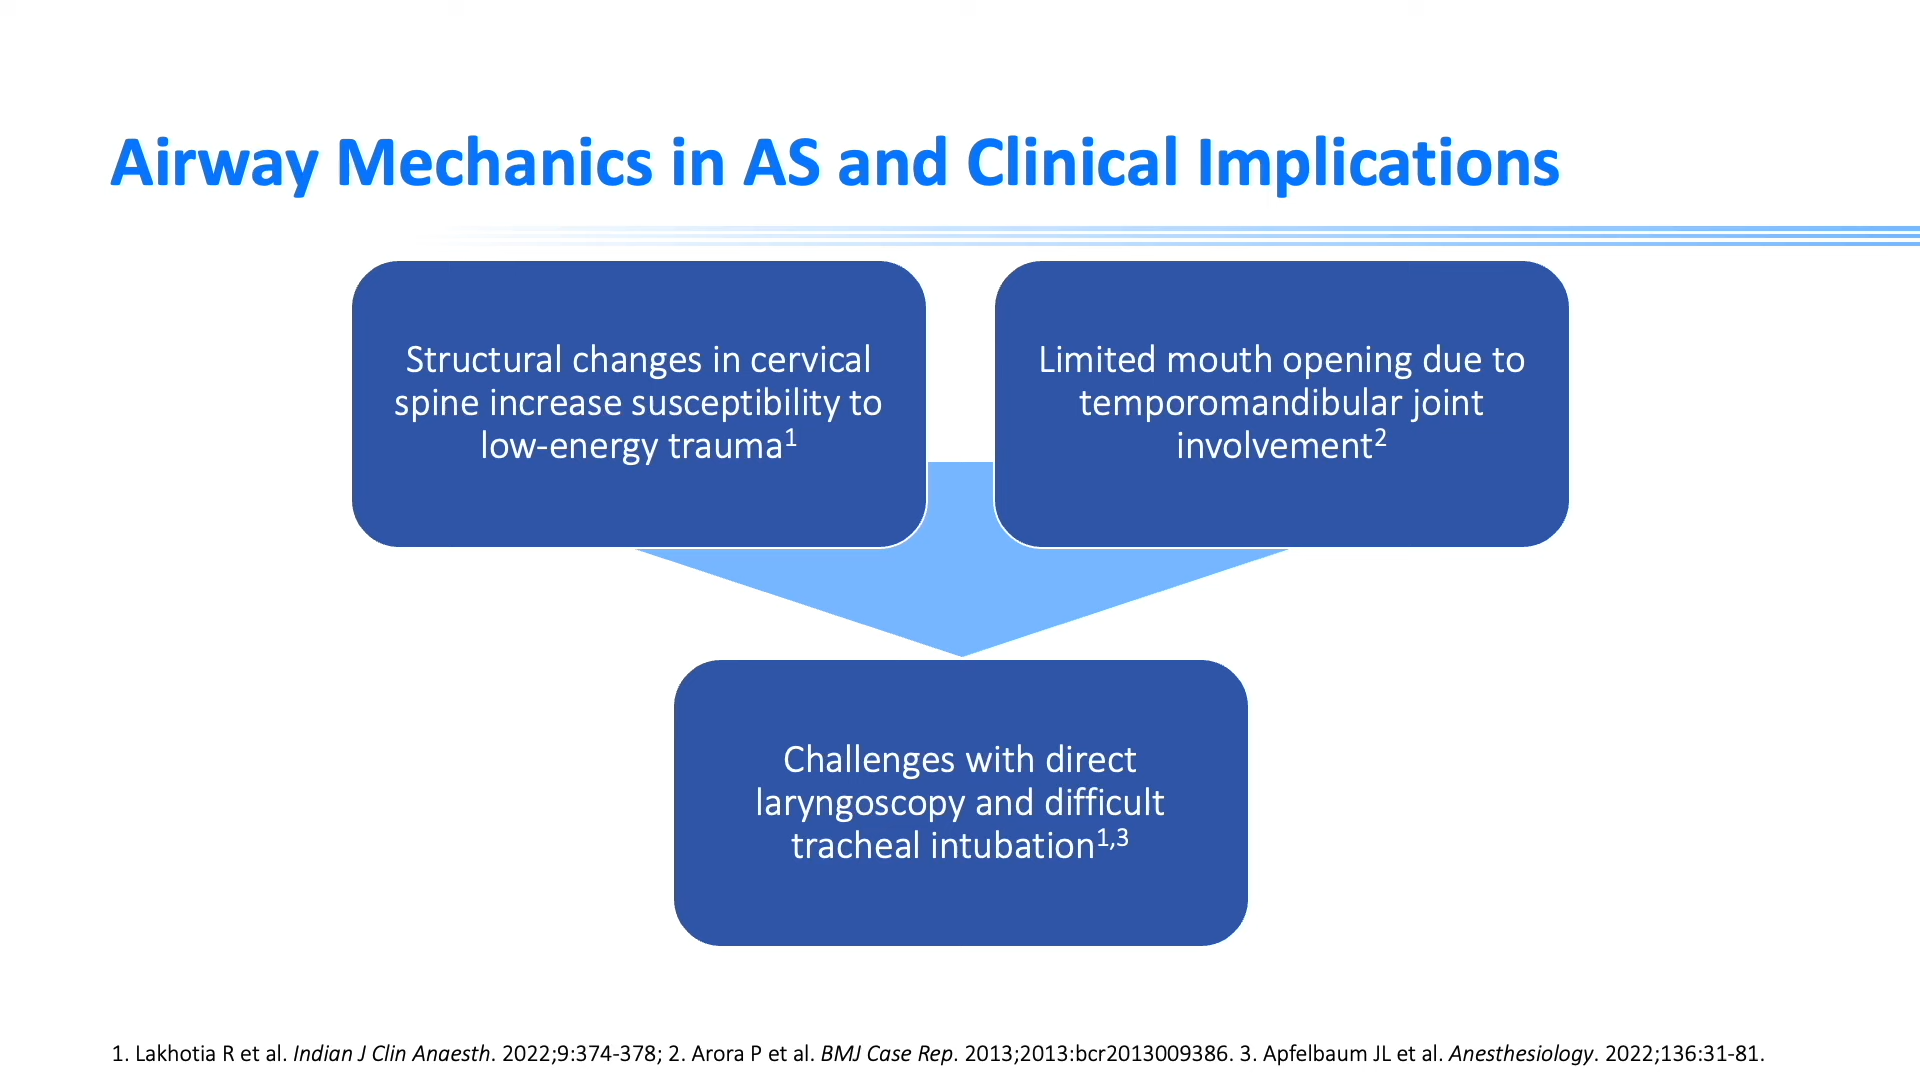 Airway Mechanics in AS and Clinical Implications
Structural changes in cervical
spine increase susceptibility to
low-energy trauma1
Limited mouth opening due to
temporomandibular joint
involvement2
Challenges with direct
laryngoscopy and difficult
tracheal intubation1,3
1. Lakhotia R et al. Indian J Clin Anaesth. 2022;9:374-378; 2. Arora P et al. BMJ Case Rep. 2013;2013:bcr2013009386. 3. Apfelbaum JL et al. Anesthesiology. 2022;136:31-81.